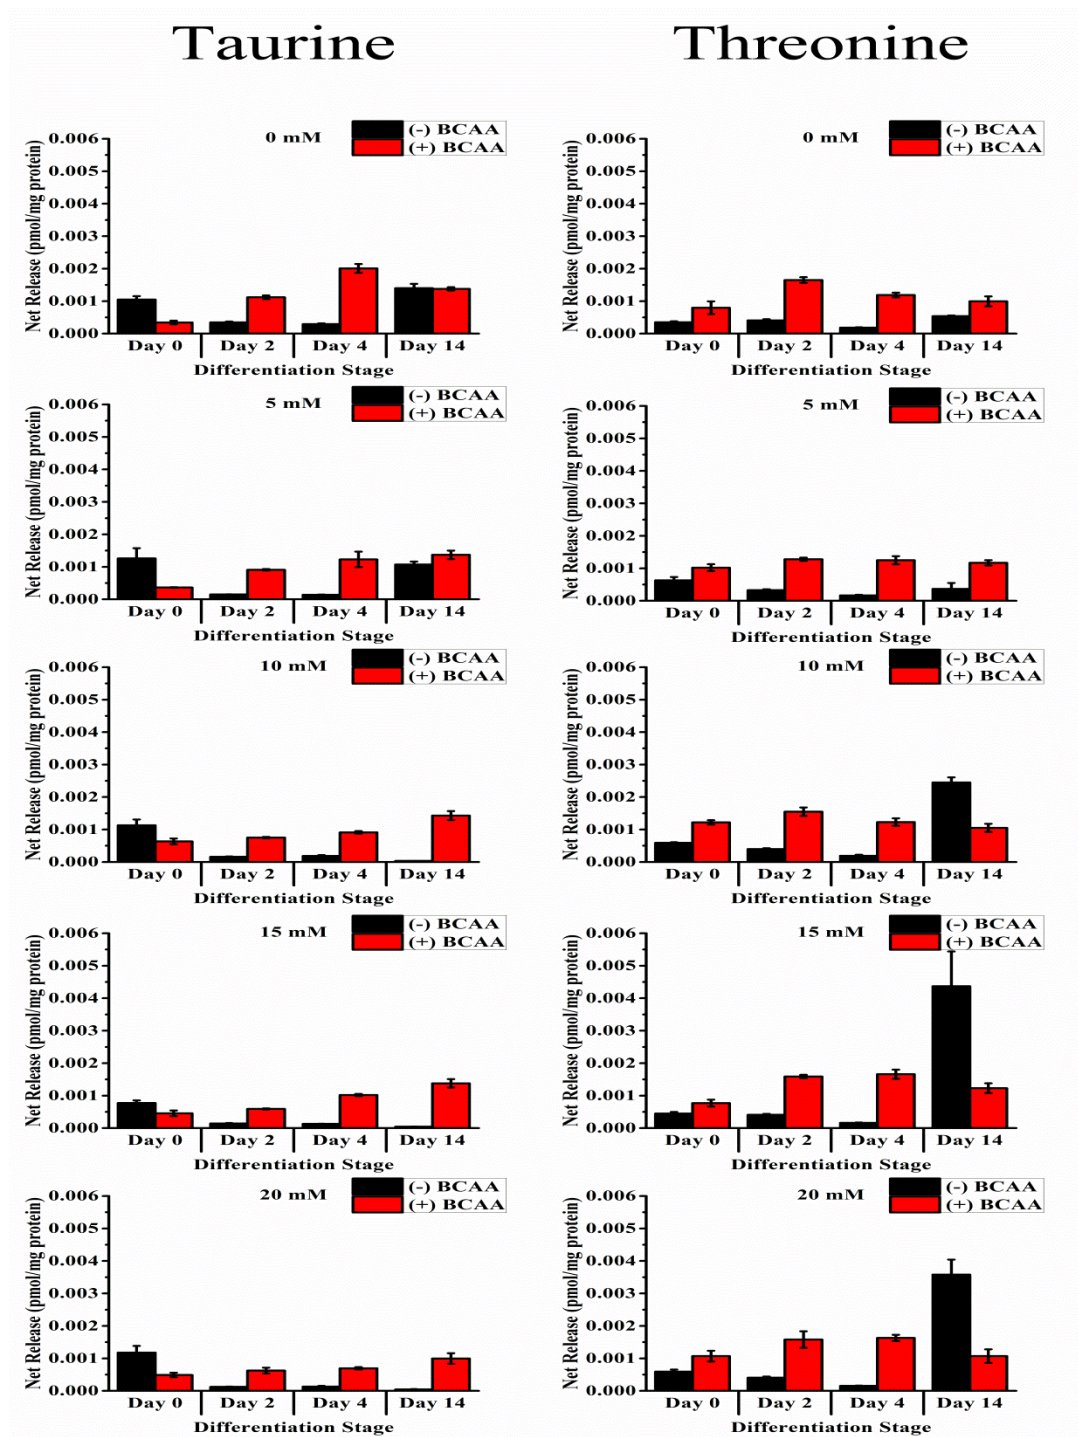 Taurine
Threonine
0 mM
(-) BCAA
(+) BCAA
Net Release (pmol/mg protein)
0.006
0.005
0.004
0.003
0.002
0.001
0.000
Day 0 Day 2 Day 4 Day 14
Differentiation Stage
0 mM
(-) BCAA
(+) BCAA
Net Release (pmol/mg protein)
0.006
0.005
0.004
0.003
0.002
0.001
0.000
Day 0 Day 2 Day 4 Day 14
Differentiation Stage
5 mM
(-) BCAA
(+) BCAA
Net Release (pmol/mg protein)
0.006
0.005
0.004
0.003
0.002
0.001
0.000
Day 0 Day 2 Day 4 Day 14
Differentiation Stage
5 mM
(-) BCAA
(+) BCAA
Net Release (pmol/mg protein)
0.006
0.005
0.004
0.003
0.002
0.001
0.000
Day 0 Day 2 Day 4 Day 14
Differentiation Stage
10 mM
(-) BCAA
(+) BCAA
Net Release (pmol/mg protein)
0.006
0.005
0.004
0.003
0.002
0.001
0.000
Day 0 Day 2 Day 4 Day 14
Differentiation Stage
10 mM
(-) BCAA
(+) BCAA
Net Release (pmol/mg protein)
0.006
0.005
0.004
0.003
0.002
0.001
0.000
Day 0 Day 2 Day 4 Day 14
Differentiation Stage
15 mM
(-) BCAA
(+) BCAA
Net Release (pmol/mg protein)
0.006
0.005
0.004
0.003
0.002
0.001
0.000
Day 0 Day 2 Day 4 Day 14
Differentiation Stage
15 mM
(-) BCAA
(+) BCAA
Net Release (pmol/mg protein)
0.006
0.005
0.004
0.003
0.002
0.001
0.000
Day 0 Day 2 Day 4 Day 14
Differentiation Stage
20 mM
(-) BCAA
(+) BCAA
Net Release (pmol/mg protein)
0.006
0.005
0.004
0.003
0.002
0.001
0.000
Day 0 Day 2 Day 4 Day 14
Differentiation Stage
20 mM
(-) BCAA
(+) BCAA
Net Release (pmol/mg protein)
0.006
0.005
0.004
0.003
0.002
0.001
0.000
Day 0 Day 2 Day 4 Day 14
Differentiation Stage